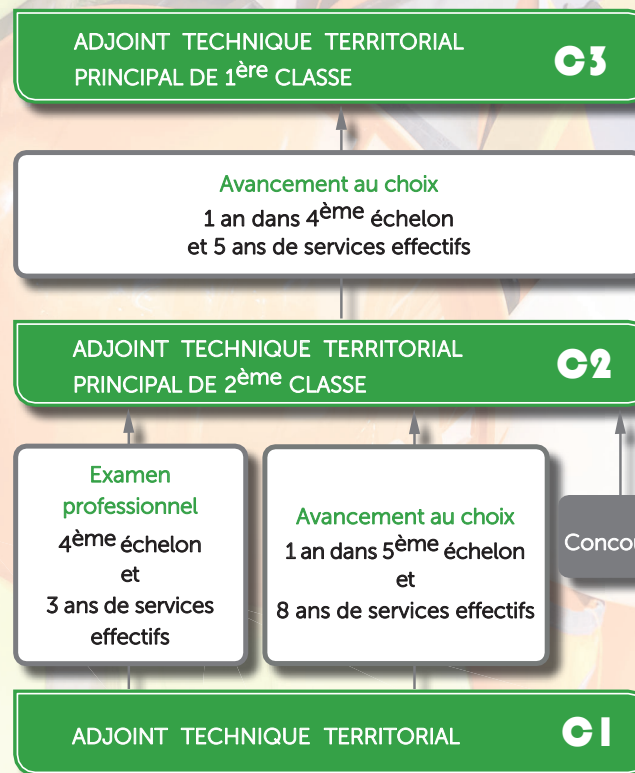 ADJOINT TECHNIQUE TERRITORIAL
PRINCIPAL DE 1ère CLASSE
C3
Avancement au choix
1 an dans 4ème échelon
et 5 ans de services effectifs
ADJOINT TECHNIQUE TERRITORIAL
PRINCIPAL DE 2ème CLASSE
C2
Examen
professionnel
4ème échelon
et
3 ans de services
effectifs
Avancement au choix
1 an dans 5ème échelon
et
8 ans de services effectifs
ADJOINT TECHNIQUE TERRITORIAL
C1